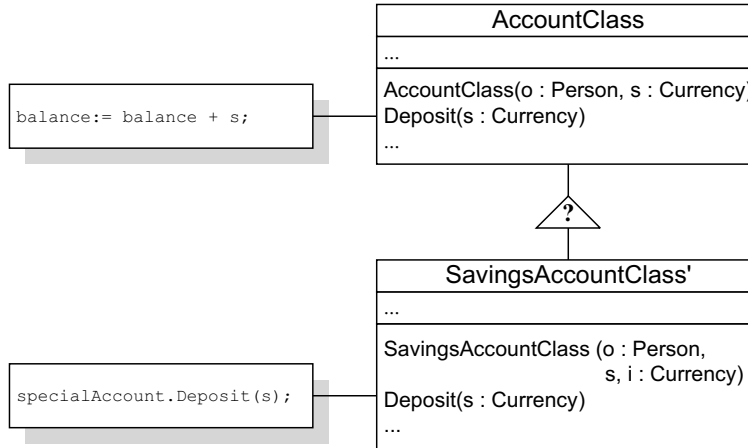 AccountClass
...
balance:= balance + s;
AccountClass(o : Person, s : Currency)
Deposit(s : Currency)
...
?
SavingsAccountClass'
...
SavingsAccountClass (o : Person,
s, i : Currency)
specialAccount.Deposit(s);
Deposit(s : Currency)
...